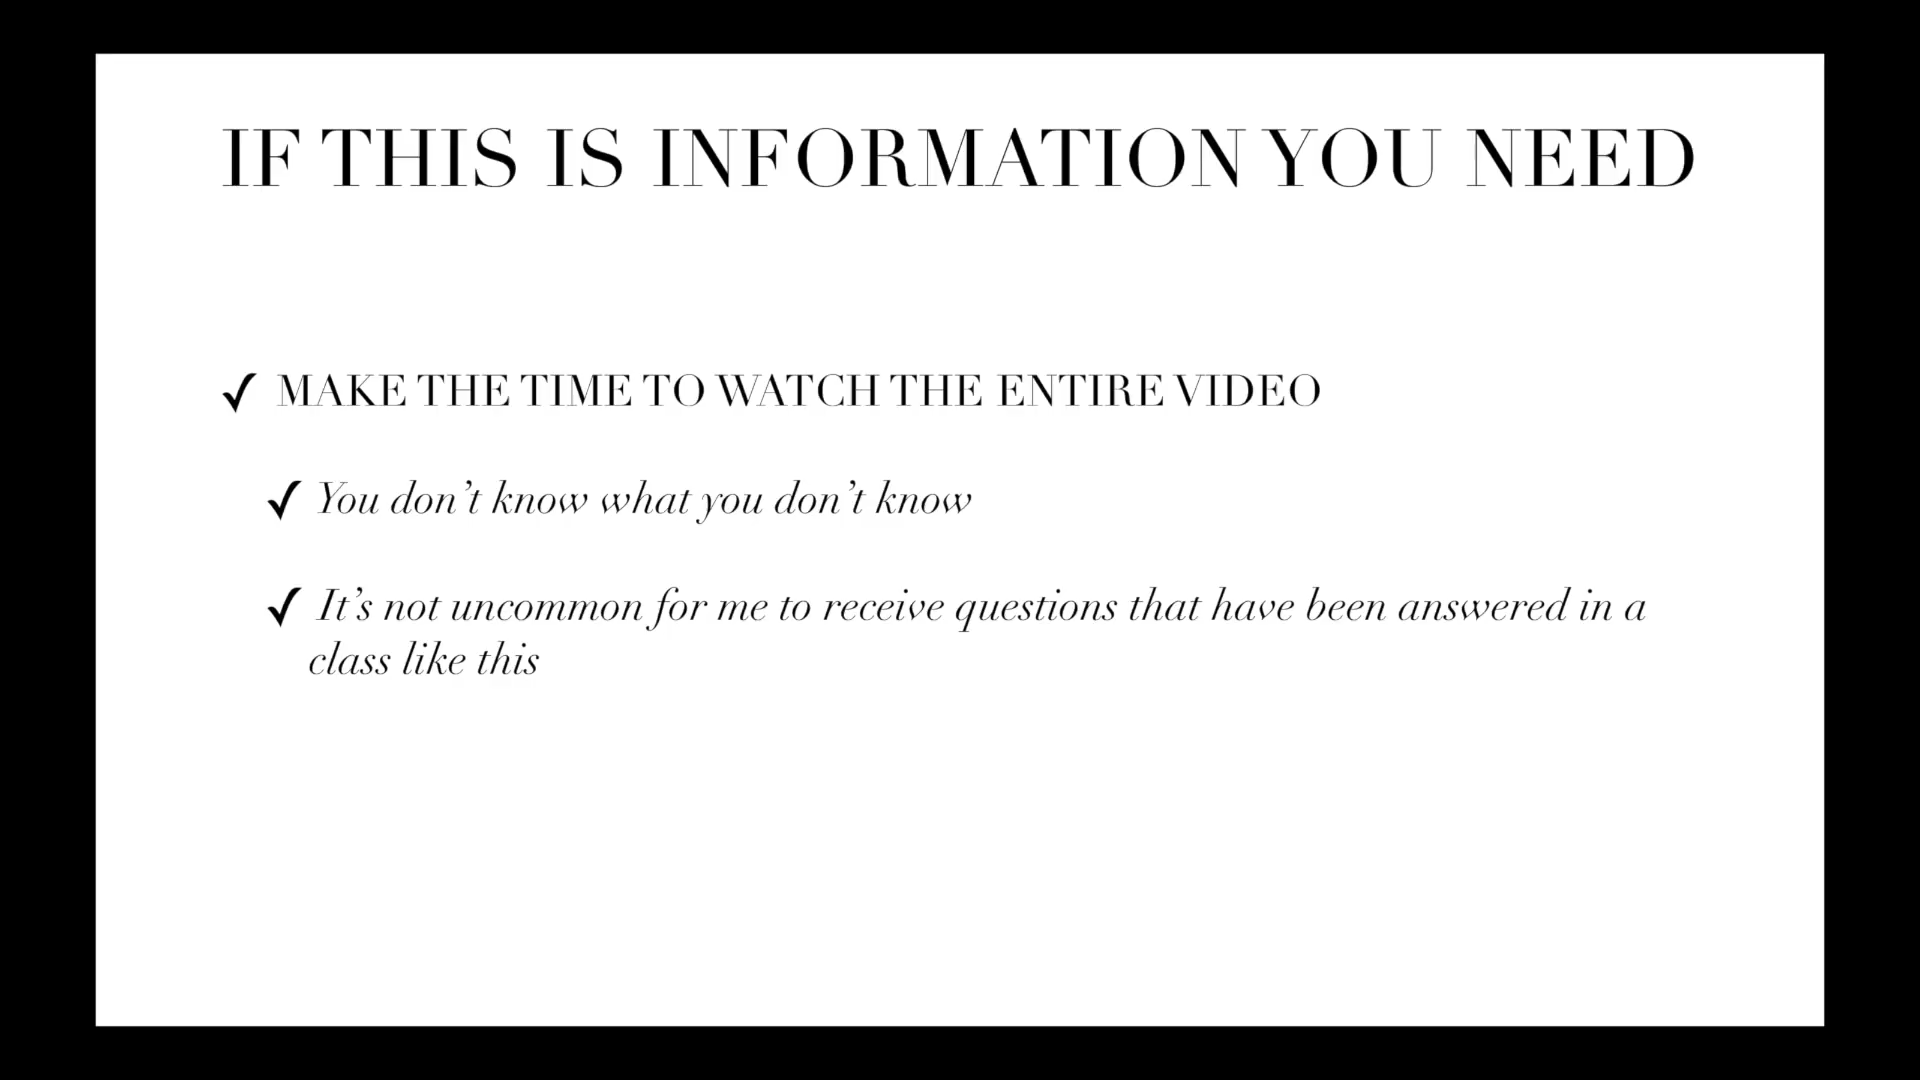 IF THIS IS INFORMATION YOU NEED
✓ MAKE THE TIME TO WATCH THE ENTIRE VIDEO
✓ You don’t know what you don’t know
✓ It’s not uncommon for me to receive questions that have been answered in a
class like this